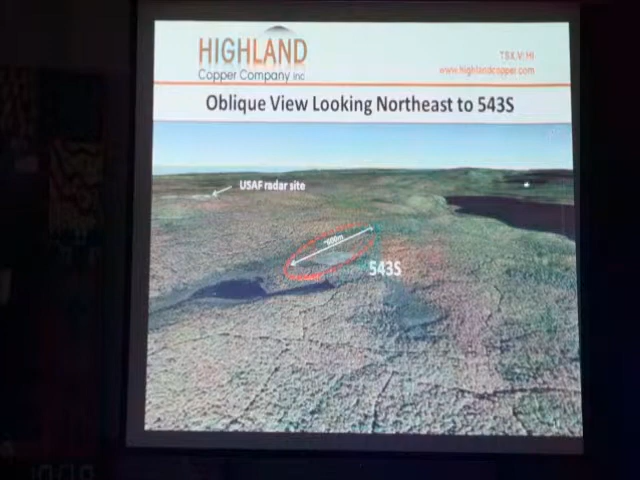 HIGHLAND
Copper Company Inc
TSX.V: HI
www.highlandcopper.com
Oblique View Looking Northeast to 543S
USAF radar site
~600m
543S